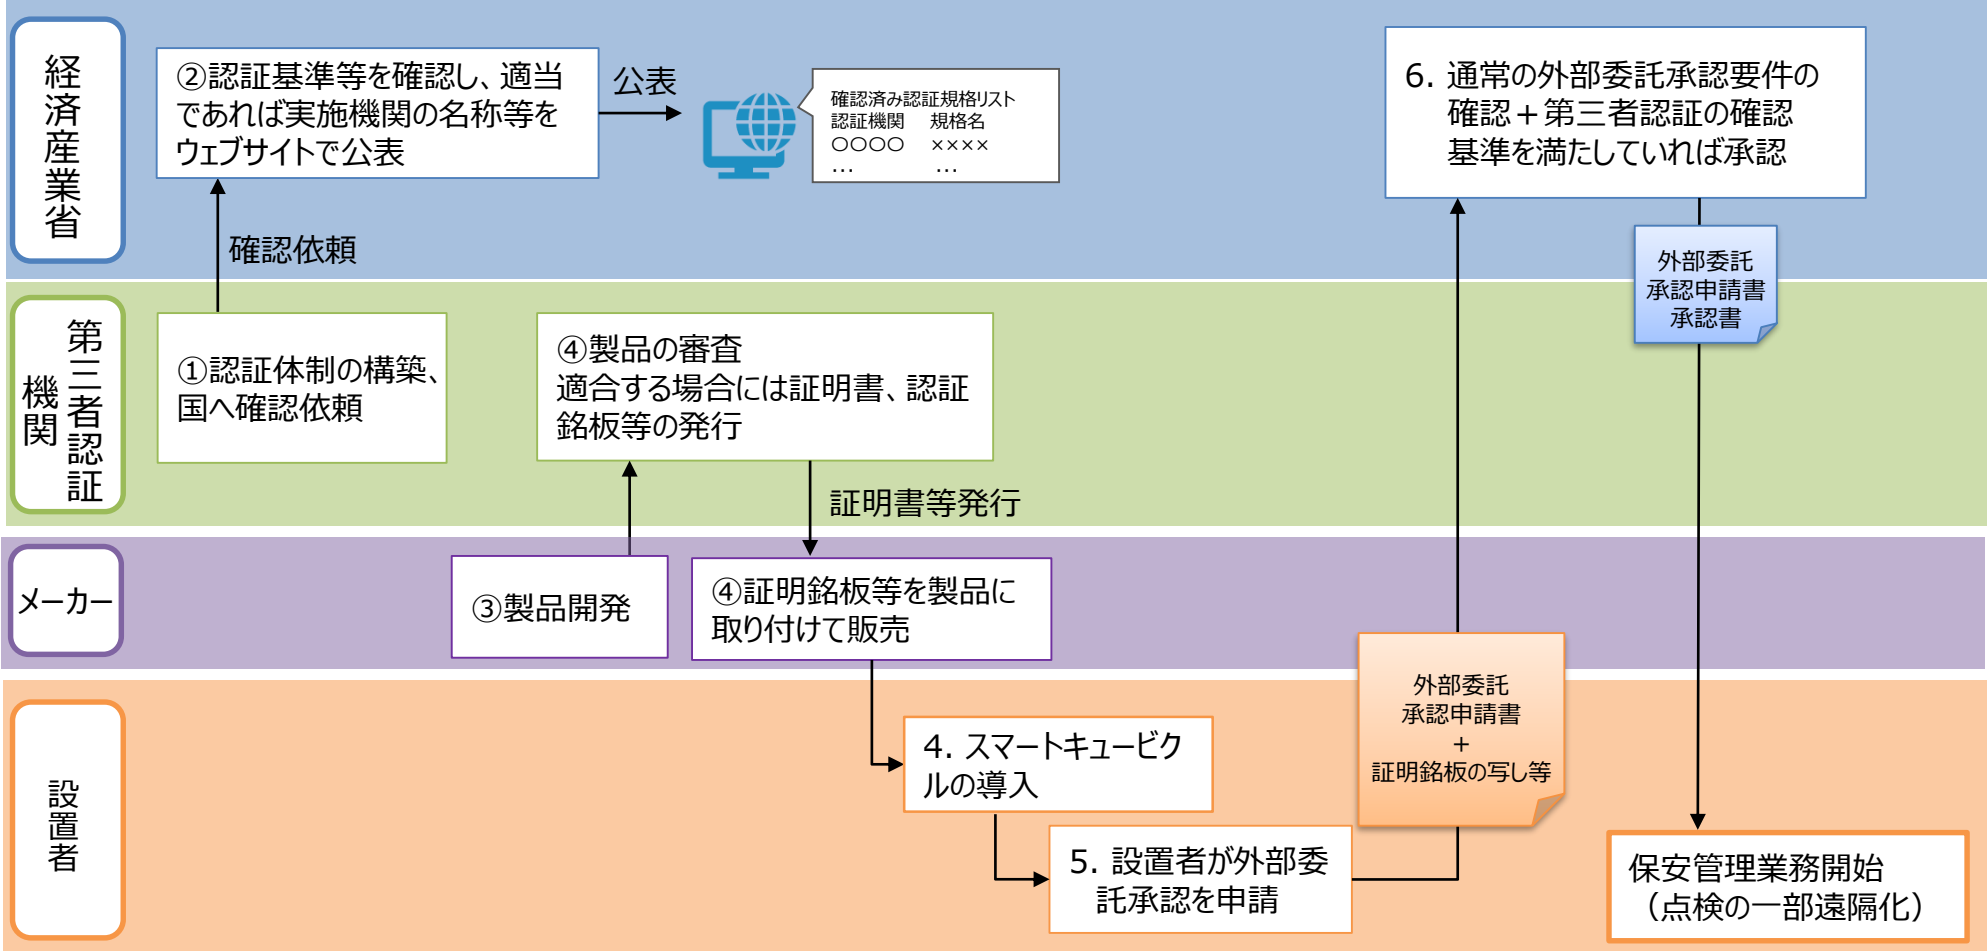 経済産業省
②認証基準等を確認し、適当
であれば実施機関の名称等を
ウェブサイトで公表
公表
確認済み認証規格リスト
認証機関　規格名
〇〇〇〇　××××
…　…
6. 通常の外部委託承認要件の
確認＋第三者認証の確認
基準を満たしていれば承認
確認依頼
外部委託
承認申請書
承認書
第三者認証
機関
①認証体制の構築、
国へ確認依頼
④製品の審査
適合する場合には証明書、認証
銘板等の発行
証明書等発行
メーカー
③製品開発
④証明銘板等を製品に
取り付けて販売
外部委託
承認申請書
＋
証明銘板の写し等
設置者
4. スマートキュービク
ルの導入
5. 設置者が外部委
託承認を申請
保安管理業務開始
（点検の一部遠隔化）